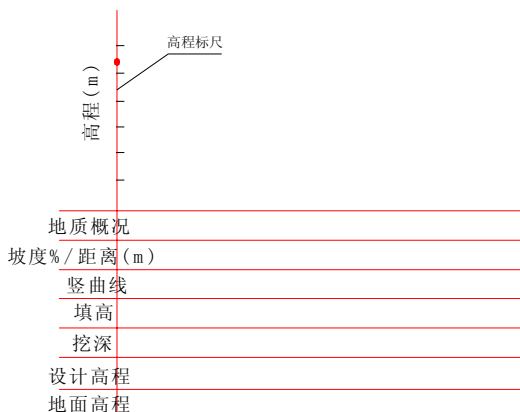 高程标尺
高程(m)
地质概况
坡度%/距离(m)
竖曲线
填高
挖深
设计高程
地面高程